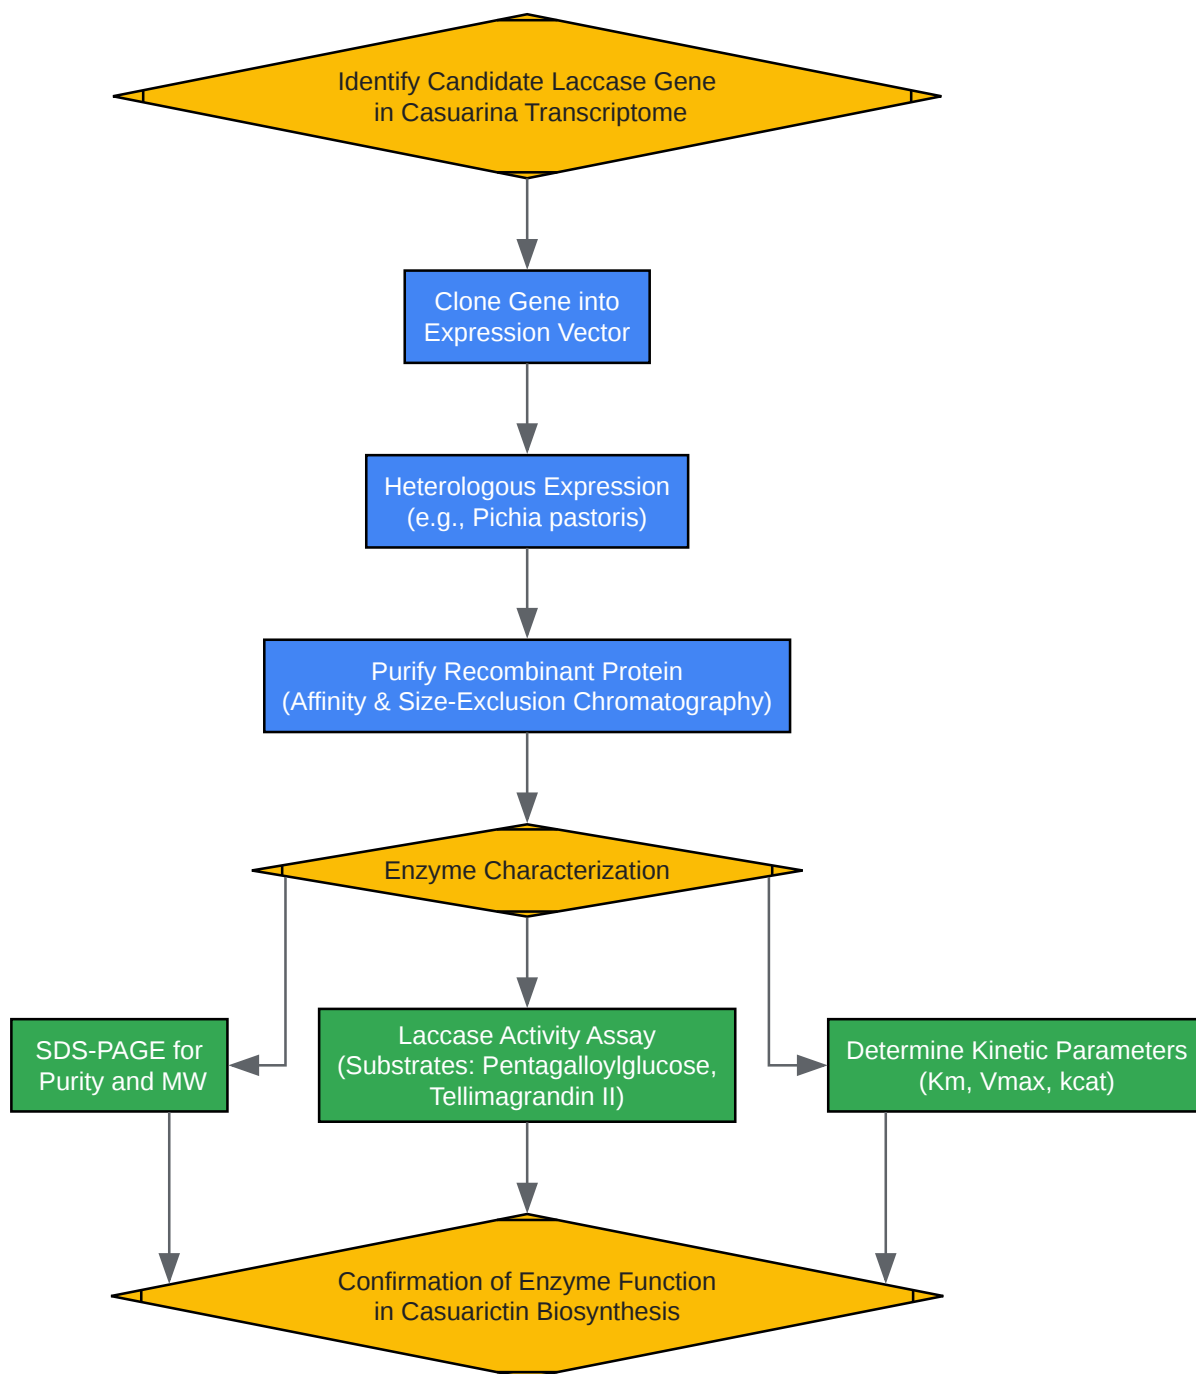 Identify Candidate Laccase Gene
in Casuarina Transcriptome
Clone Gene into
Expression Vector
Heterologous Expression
(e.g., Pichia pastoris)
Purify Recombinant Protein
(Affinity & Size-Exclusion Chromatography)
Enzyme Characterization
SDS-PAGE for
Purity and MW
Laccase Activity Assay
(Substrates: Pentagalloylglucose,
Tellimagrandin II)
Determine Kinetic Parameters
(Km, Vmax, kcat)
Confirmation of Enzyme Function
in Casuarictin Biosynthesis